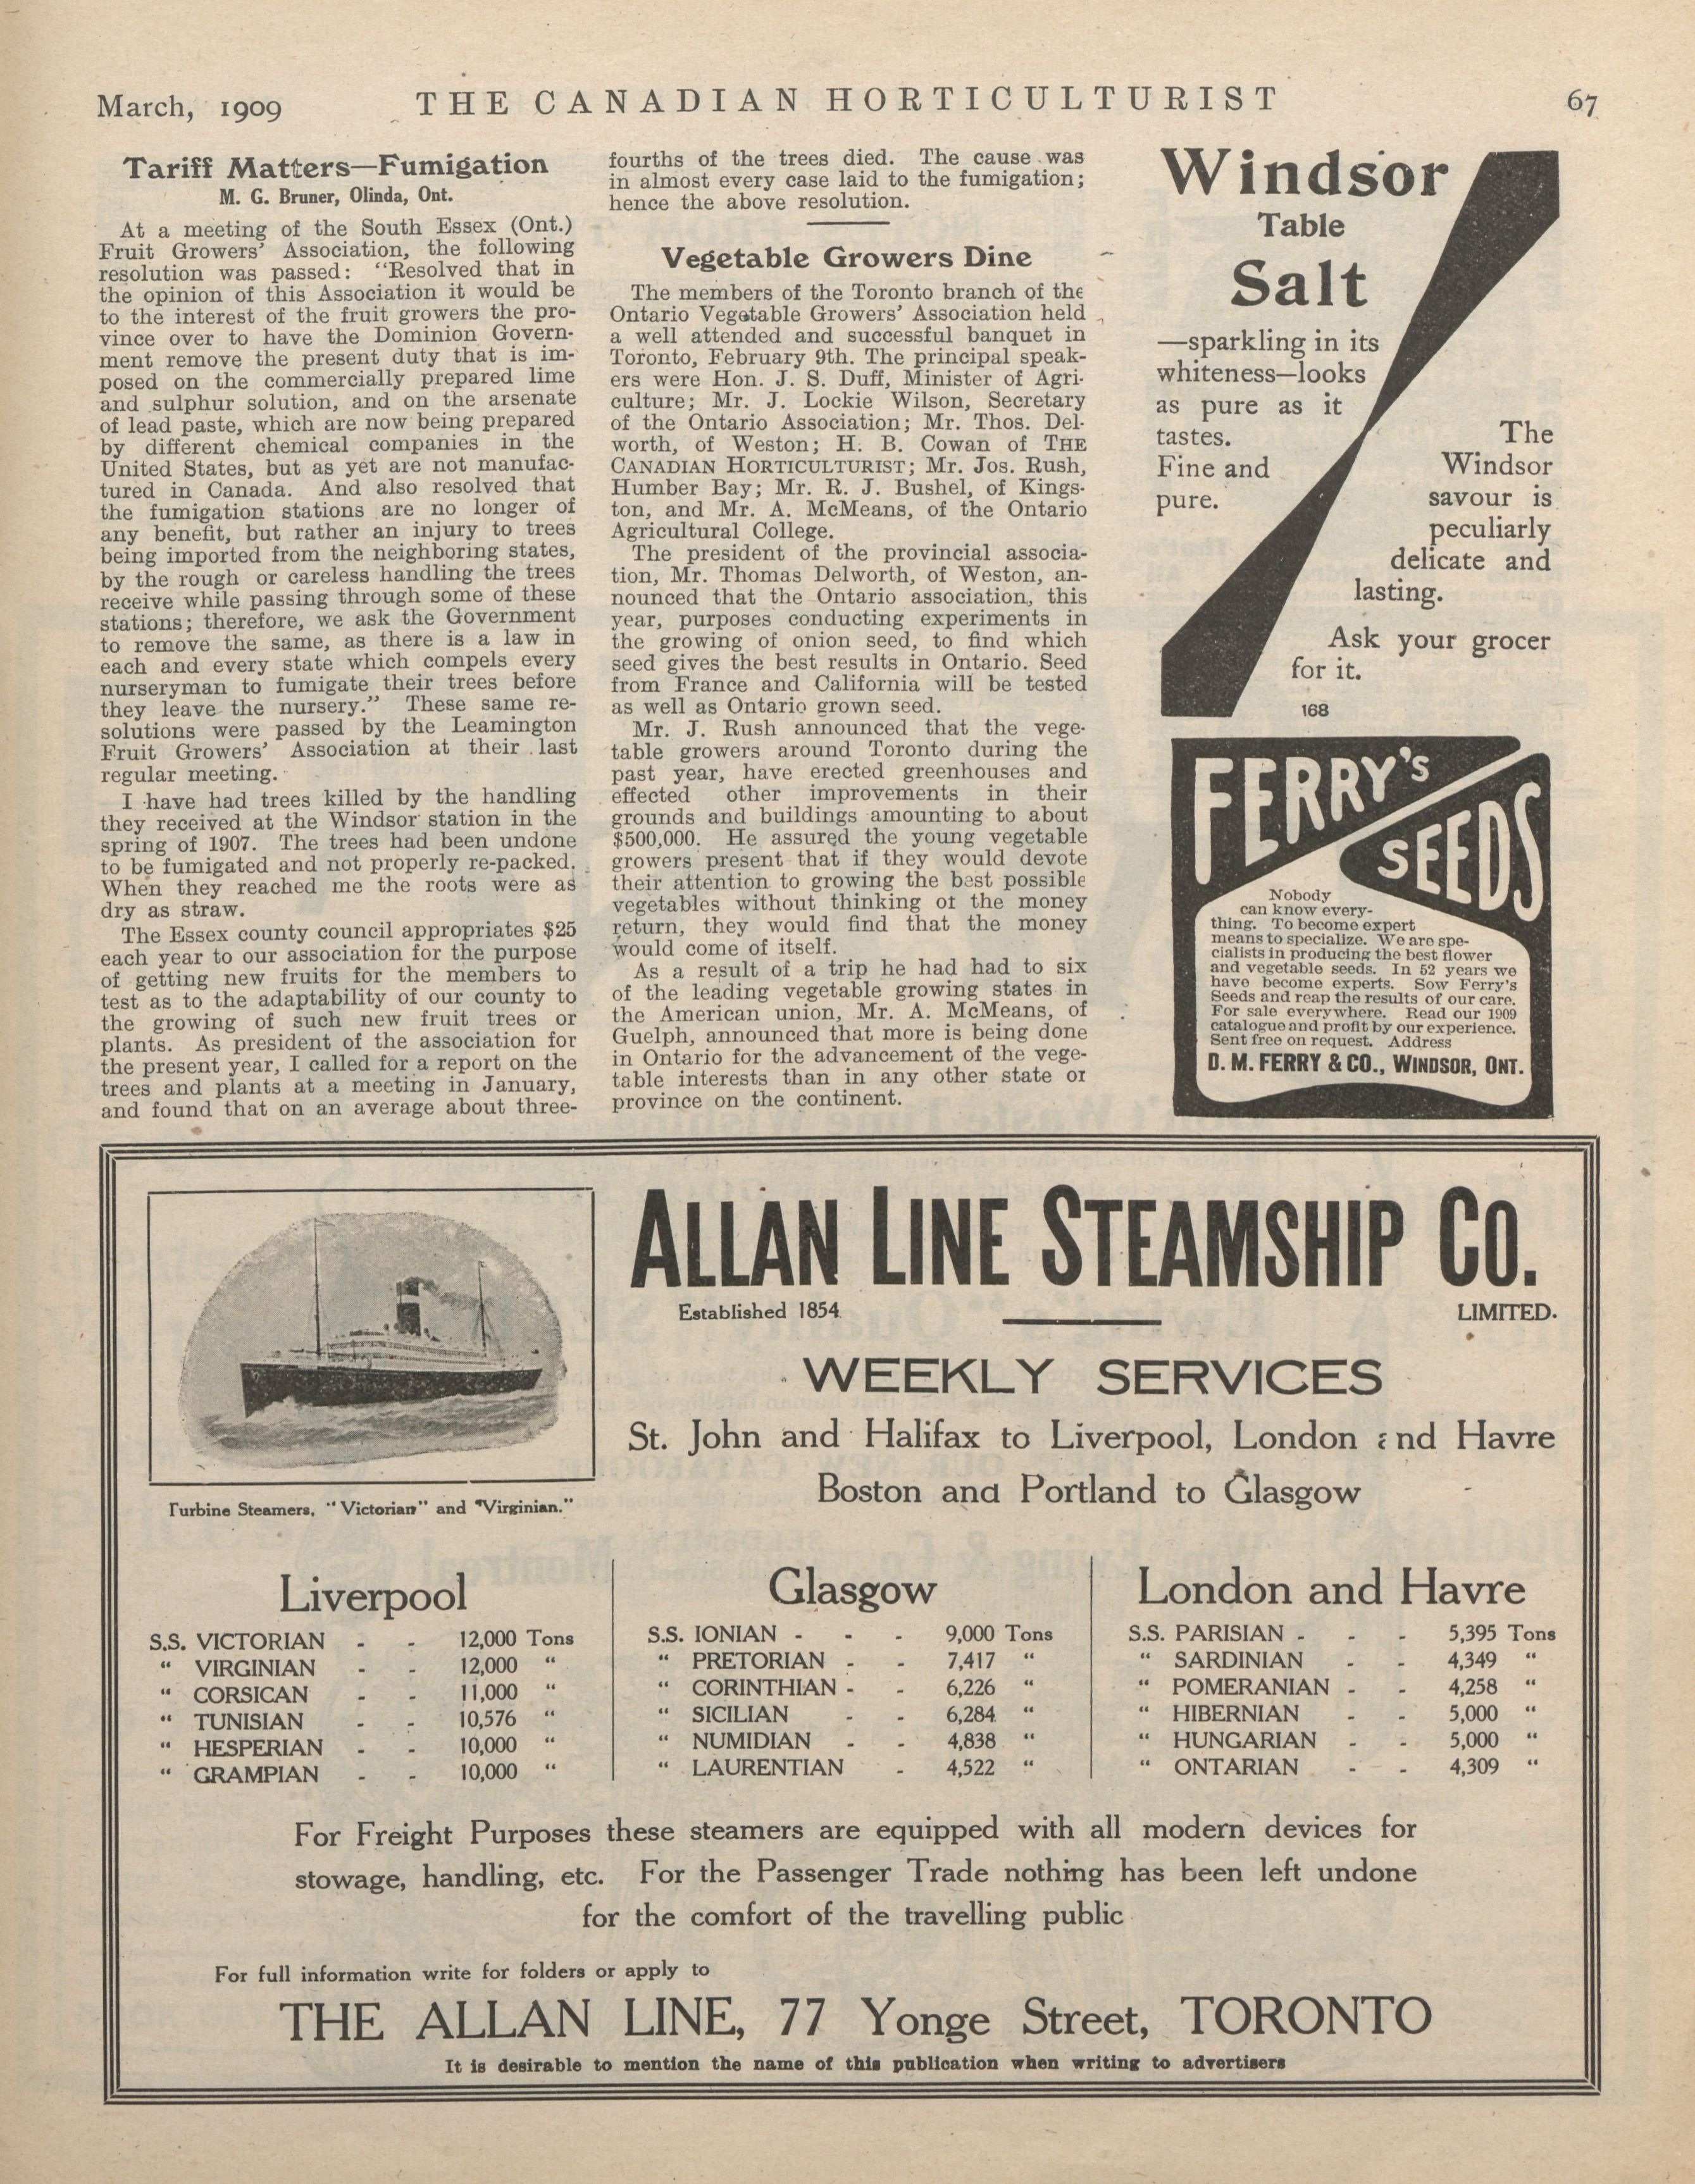 March, 1909
THE CANADIAN HORTICULTURIST
67
Tariff Matters—Fumigation
M. G. Bruner, Olinda, Ont.
At a meeting of the South Essex (Ont.)
Fruit Growers' Association, the following
resolution was passed: "Resolved that in
the opinion of this Association it would be
to the interest of the fruit growers the pro-
vince over to have the Dominion Govern-
ment remove the present duty that is im-
posed on the commercially prepared lime
and sulphur solution, and on the arsenate
of lead paste, which are now being prepared
by different chemical companies in the
United States, but as yet are not manufac-
tured in Canada. And also resolved that
the fumigation stations are no longer of
any benefit, but rather an injury to trees
being imported from the neighboring states,
by the rough or careless handling the trees
receive while passing through some of these
stations; therefore, we ask the Government
to remove the same, as there is a law in
each and every state which compels every
nurseryman to fumigate their trees before
they leave the nursery." These same re-
solutions were passed by the Leamington
Fruit Growers' Association at their last
regular meeting.
I have had trees killed by the handling
they received at the Windsor station in the
spring of 1907. The trees had been undone
to be fumigated and not properly re-packed.
When they reached me the roots were as
dry as straw.
The Essex county council appropriates $25
each year to our association for the purpose
of getting new fruits for the members to
test as to the adaptability of our county to
the growing of such new fruit trees or
plants. As president of the association for
the present year, I called for a report on the
trees and plants at a meeting in January,
and found that on an average about three-
fourths of the trees died. The cause was
in almost every case laid to the fumigation;
hence the above resolution.
Vegetable Growers Dine
The members of the Toronto branch of the
Ontario Vegetable Growers' Association held
a well attended and successful banquet in
Toronto, February 9th. The principal speak-
ers were Hon. J. S. Duff, Minister of Agri-
culture; Mr. J. Lockie Wilson, Secretary
of the Ontario Association; Mr. Thos. Del-
worth, of Weston; H. B. Cowan of THE
CANADIAN HORTICULTURIST; Mr. Jos. Rush,
Humber Bay; Mr. R. J. Bushel, of Kings-
ton, and Mr. A. McMeans, of the Ontario
Agricultural College.
The president of the provincial associa-
tion, Mr. Thomas Delworth, of Weston, an-
nounced that the Ontario association, this
year, purposes conducting experiments in
the growing of onion seed, to find which
seed gives the best results in Ontario. Seed
from France and California will be tested
as well as Ontario grown seed.
Mr. J. Rush announced that the vege-
table growers around Toronto during the
past year, have erected greenhouses and
effected other improvements in their
grounds and buildings amounting to about
$500,000. He assured the young vegetable
growers present that if they would devote
their attention to growing the best possible
vegetables without thinking of the money
return, they would find that the money
would come of itself.
As a result of a trip he had had to six
of the leading vegetable growing states in
the American union, Mr. A. McMeans, of
Guelph, announced that more is being done
in Ontario for the advancement of the vege-
table interests than in any other state or
province on the continent.
Windsor
Table
Salt
—sparkling in its
whiteness—looks
as pure as it
tastes.
Fine and
pure.
The
Windsor
savour is
peculiarly
delicate and
lasting.
Ask your grocer
for it.
168
FERRY'S
SEEDS
Nobody
can know every-
thing. To become expert
means to specialize. We are spe-
cialists in producing the best flower
and vegetable seeds. In 52 years we
have become experts. Sow Ferry's
Seeds and reap the results of our care.
For sale everywhere. Read our 1909
catalogue and profit by our experience.
Sent free on request. Address
D. M. FERRY & CO., WINDSOR, ONT.
ALLAN LINE STEAMSHIP CO.
Established 1854
LIMITED.
WEEKLY SERVICES
St. John and Halifax to Liverpool, London and Havre
Boston and Portland to Glasgow
Turbine Steamers, "Victorian" and "Virginian."
Liverpool
S.S. VICTORIAN - - 12,000 Tons
" VIRGINIAN - - 12,000 "
" CORSICAN - - 11,000 "
" TUNISIAN - - 10,576 "
" HESPERIAN - - 10,000 "
" GRAMPIAN - - 10,000 "
Glasgow
S.S. IONIAN - - - 9,000 Tons
" PRETORIAN - - 7,417 "
" CORINTHIAN - - 6,226 "
" SICILIAN - - 6,284 "
" NUMIDIAN - - 4,838 "
" LAURENTIAN - 4,522 "
London and Havre
S.S. PARISIAN - - - 5,395 Tons
" SARDINIAN - - 4,349 "
" POMERANIAN - - 4,258 "
" HIBERNIAN - - 5,000 "
" HUNGARIAN - - 5,000 "
" ONTARIAN - - 4,309 "
For Freight Purposes these steamers are equipped with all modern devices for
stowage, handling, etc. For the Passenger Trade nothing has been left undone
for the comfort of the travelling public
For full information write for folders or apply to
THE ALLAN LINE, 77 Yonge Street, TORONTO
It is desirable to mention the name of this publication when writing to advertisers